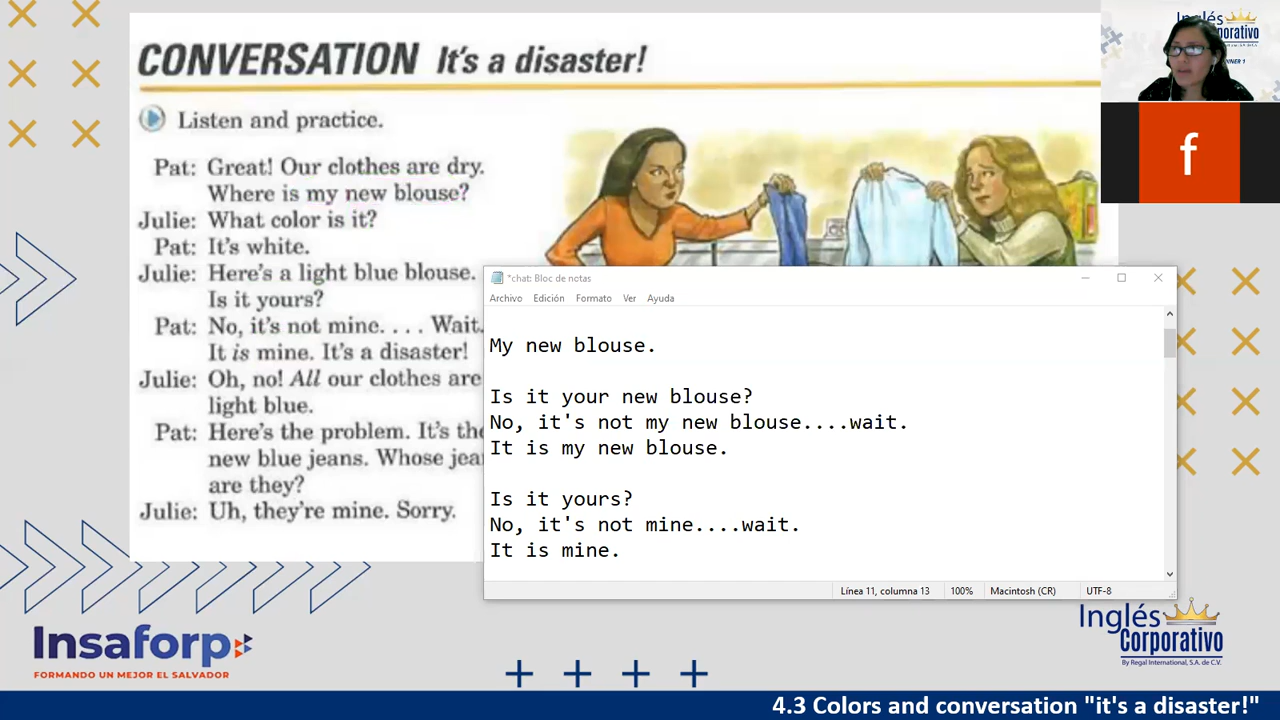 CONVERSATION It's a disaster!
Listen and practice.
Pat: Great! Our clothes are dry.
Where is my new blouse?
Julie: What color is it?
Pat: It's white.
Julie: Here's a light blue blouse.
Is it yours?
Pat: No, it's not mine. . . . Wait.
It is mine. It's a disaster!
Julie: Oh, no! All our clothes are
light blue.
Pat: Here's the problem. It's
new blue jeans. Whose
are they?
Julie: Uh, they're mine. Sorry.
*chat: Bloc de notas
Archivo Edición Formato Ver Ayuda
My new blouse.
Is it your new blouse?
No, it's not my new blouse....wait.
It is my new blouse.
Is it yours?
No, it's not mine....wait.
It is mine.
Línea 11, columna 13 100% Macintosh (CR) UTF-8
Inglés
f
Insaforp
FORMANDO UN MEJOR EL SALVADOR
Inglés
Corporativo
By Regal International, S.A. de C.V.
4.3 Colors and conversation "it's a disaster!"